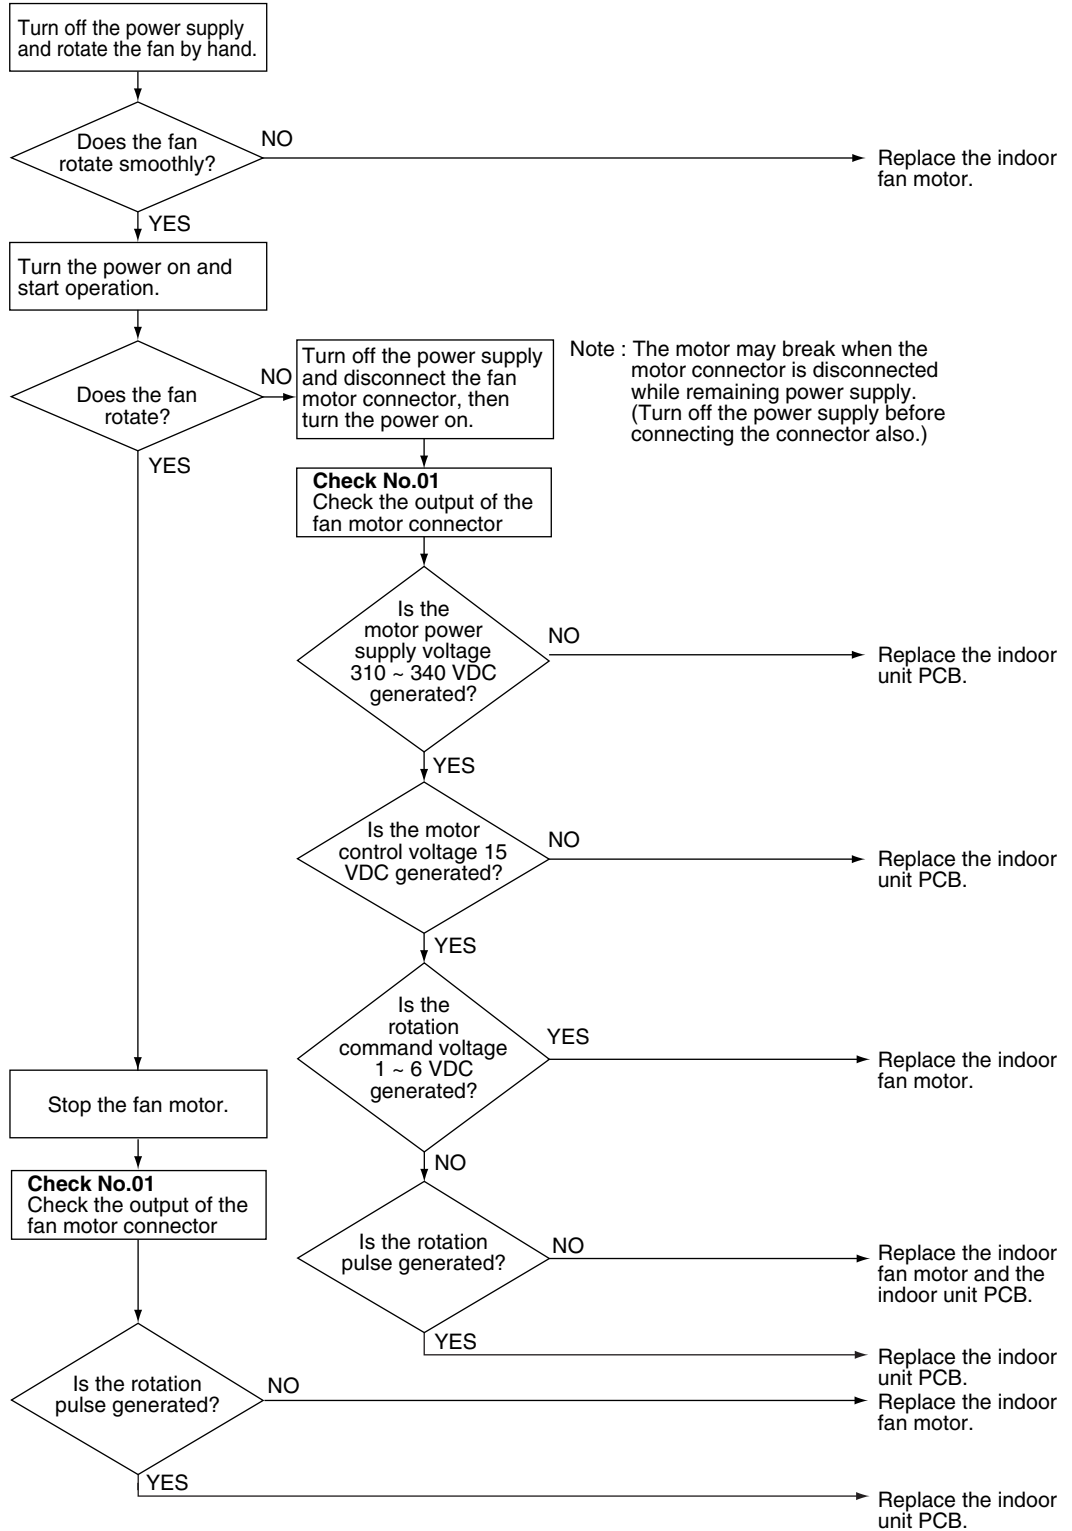 Turn off the power supply
and rotate the fan by hand.
Does the fan
rotate smoothly?
NO
Replace the indoor
fan motor.
YES
Turn the power on and
start operation.
Does the fan
rotate?
NO
Turn off the power supply
and disconnect the fan
motor connector, then
turn the power on.
Note : The motor may break when the
motor connector is disconnected
while remaining power supply.
(Turn off the power supply before
connecting the connector also.)
YES
Check No.01
Check the output of the
fan motor connector
Is the
motor power
supply voltage
310 ~ 340 VDC
generated?
NO
Replace the indoor
unit PCB.
YES
Is the motor
control voltage 15
VDC generated?
NO
Replace the indoor
unit PCB.
YES
Is the
rotation
command voltage
1 ~ 6 VDC
generated?
YES
Replace the indoor
fan motor.
NO
Stop the fan motor.
Check No.01
Check the output of the
fan motor connector
Is the rotation
pulse generated?
NO
Replace the indoor
fan motor and the
indoor unit PCB.
YES
Replace the indoor
unit PCB.
Is the rotation
pulse generated?
NO
Replace the indoor
fan motor.
YES
Replace the indoor
unit PCB.